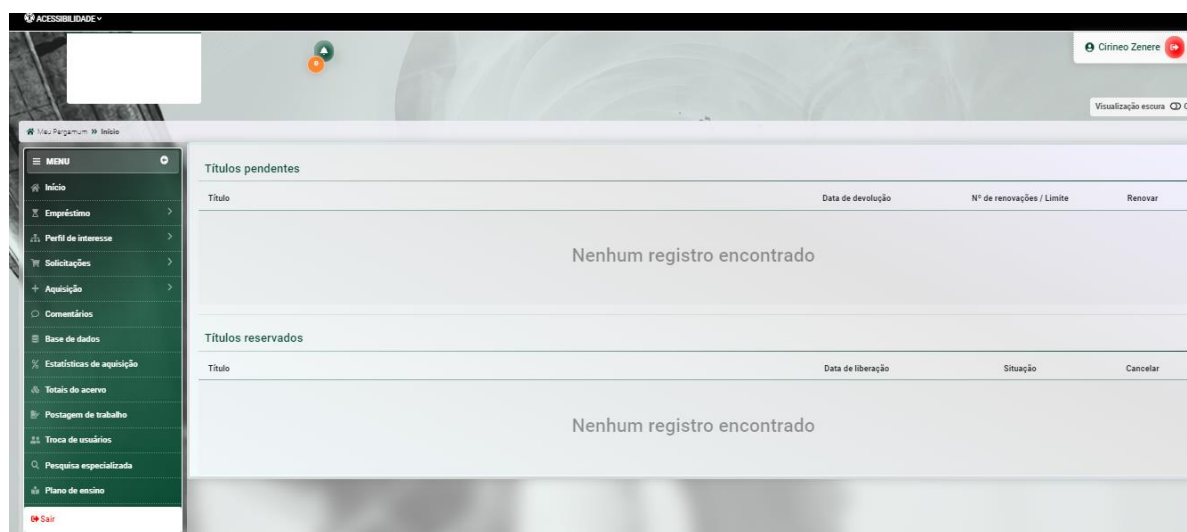 ACESSIBILIDADE
0
Cirineo Zenere
Visualização escura
Meu Pergamum » Início
MENU
Início
Empréstimo
Perfil de interesse
Solicitações
Aquisição
Comentários
Base de dados
Estatísticas de aquisição
Totais do acervo
Postagem de trabalho
Troca de usuários
Pesquisa especializada
Plano de ensino
Sair
Títulos pendentes
Título Data de devolução Nº de renovações / Limite Renovar
Nenhum registro encontrado
Títulos reservados
Título Data de liberação Situação Cancelar
Nenhum registro encontrado